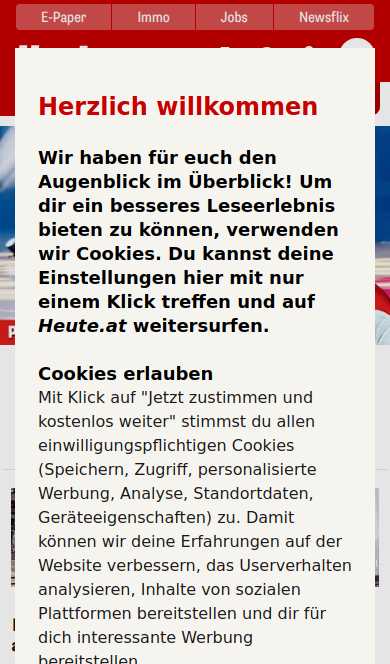 E-Paper Immo Jobs Newsflix
Herzlich willkommen
Wir haben für euch den
Augenblick im Überblick! Um
dir ein besseres Leseerlebnis
bieten zu können, verwenden
wir Cookies. Du kannst deine
Einstellungen hier mit nur
einem Klick treffen und auf
Heute.at weitersurfen.
Cookies erlauben
Mit Klick auf "Jetzt zustimmen und
kostenlos weiter" stimmst du allen
einwilligungspflichtigen Cookies
(Speichern, Zugriff, personalisierte
Werbung, Analyse, Standortdaten,
Geräteeigenschaften) zu. Damit
können wir deine Erfahrungen auf der
Website verbessern, das Userverhalten
analysieren, Inhalte von sozialen
Plattformen bereitstellen und dir für
dich interessante Werbung
bereitstellen